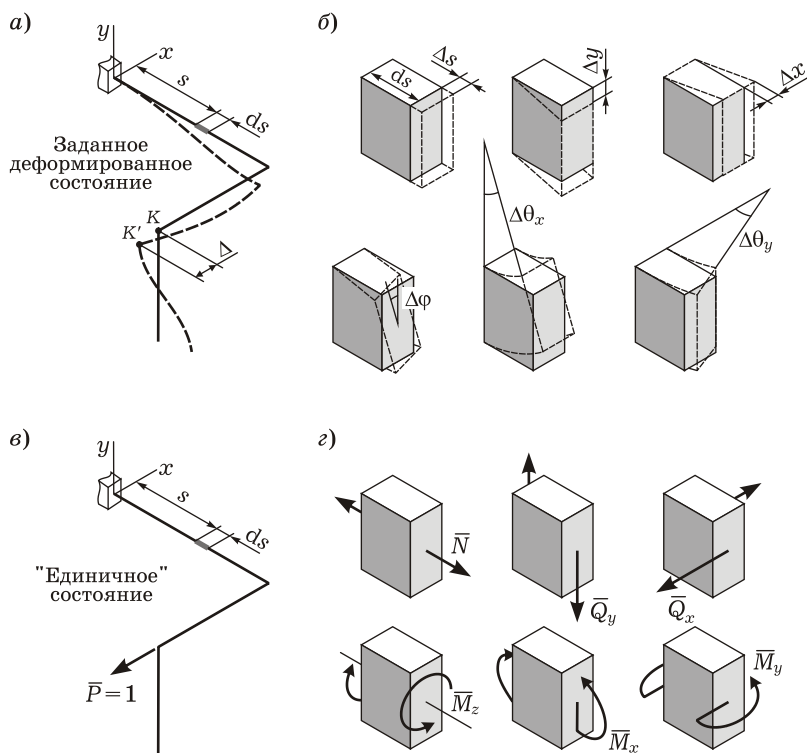 а)
y
x
s
ds
Заданное
деформированное
состояние
K
K'
Δ
б)
ds
Δs
Δy
Δx
Δφ
Δθx
Δθy
в)
y
x
s
ds
"Единичное"
состояние
P̅=1
г)
N̅
Q̅y
Q̅x
M̅z
M̅x
M̅y